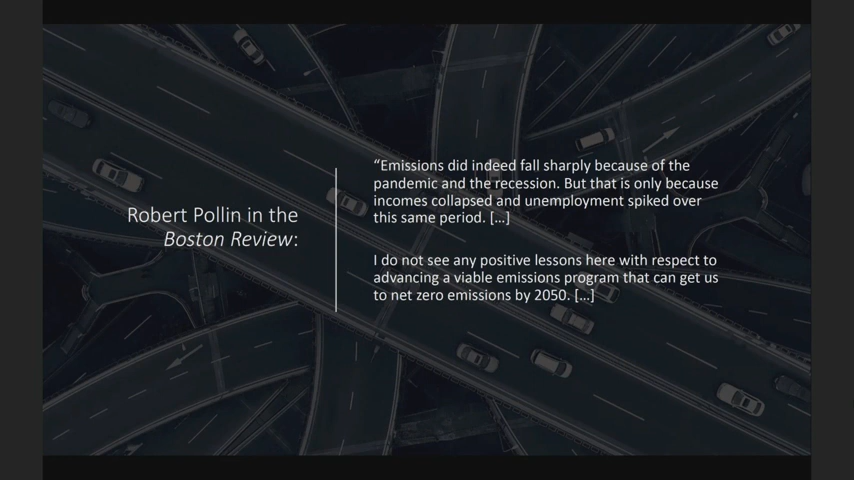 Robert Pollin in the
Boston Review:
“Emissions did indeed fall sharply because of the
pandemic and the recession. But that is only because
incomes collapsed and unemployment spiked over
this same period. […]
I do not see any positive lessons here with respect to
advancing a viable emissions program that can get us
to net zero emissions by 2050. […]